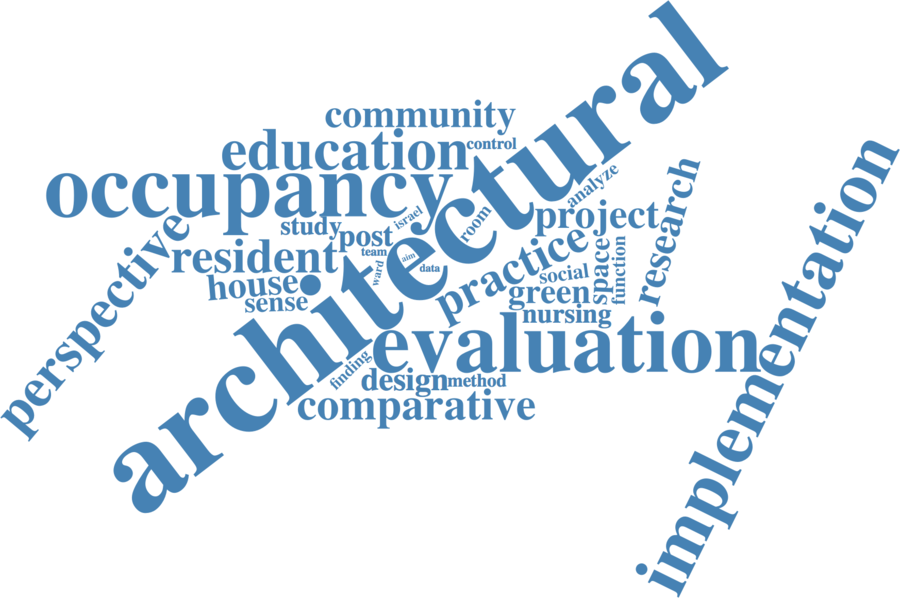 architectural
community
education
control
occupancy
analyze
israel
room
project
research
implementation
study
post
perspective
team
practice
resident
aim
data
ward
social
space
function
house
green
sense
nursing
evaluation
finding
design
method
comparative